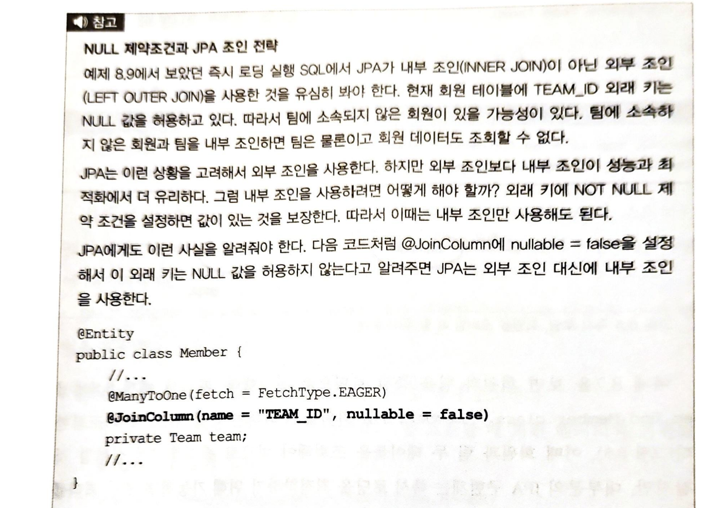 참고
NULL 제약조건과 JPA 조인 전략
예제 8.9에서 보았던 즉시 로딩 실행 SQL에서 JPA가 내부 조인(INNER JOIN)이 아닌 외부 조인
(LEFT OUTER JOIN)을 사용한 것을 유심히 봐야 한다. 현재 회원 테이블에 TEAM_ID 외래 키는
NULL 값을 허용하고 있다. 따라서 팀에 소속되지 않은 회원이 있을 가능성이 있다. 팀에 소속하
지 않은 회원과 팀을 내부 조인하면 팀은 물론이고 회원 데이터도 조회할 수 없다.
JPA는 이런 상황을 고려해서 외부 조인을 사용한다. 하지만 외부 조인보다 내부 조인이 성능과 최
적화에서 더 유리하다. 그럼 내부 조인을 사용하려면 어떻게 해야 할까? 외래 키에 NOT NULL 제
약 조건을 설정하면 값이 있는 것을 보장한다. 따라서 이때는 내부 조인만 사용해도 된다.
JPA에게도 이런 사실을 알려줘야 한다. 다음 코드처럼 @JoinColumn에 nullable = false을 설정
해서 이 외래 키는 NULL 값을 허용하지 않는다고 알려주면 JPA는 외부 조인 대신에 내부 조인
을 사용한다.
@Entity
public class Member {
//...
@ManyToOne(fetch = FetchType.EAGER)
@JoinColumn(name = "TEAM_ID", nullable = false)
private Team team;
//...
}